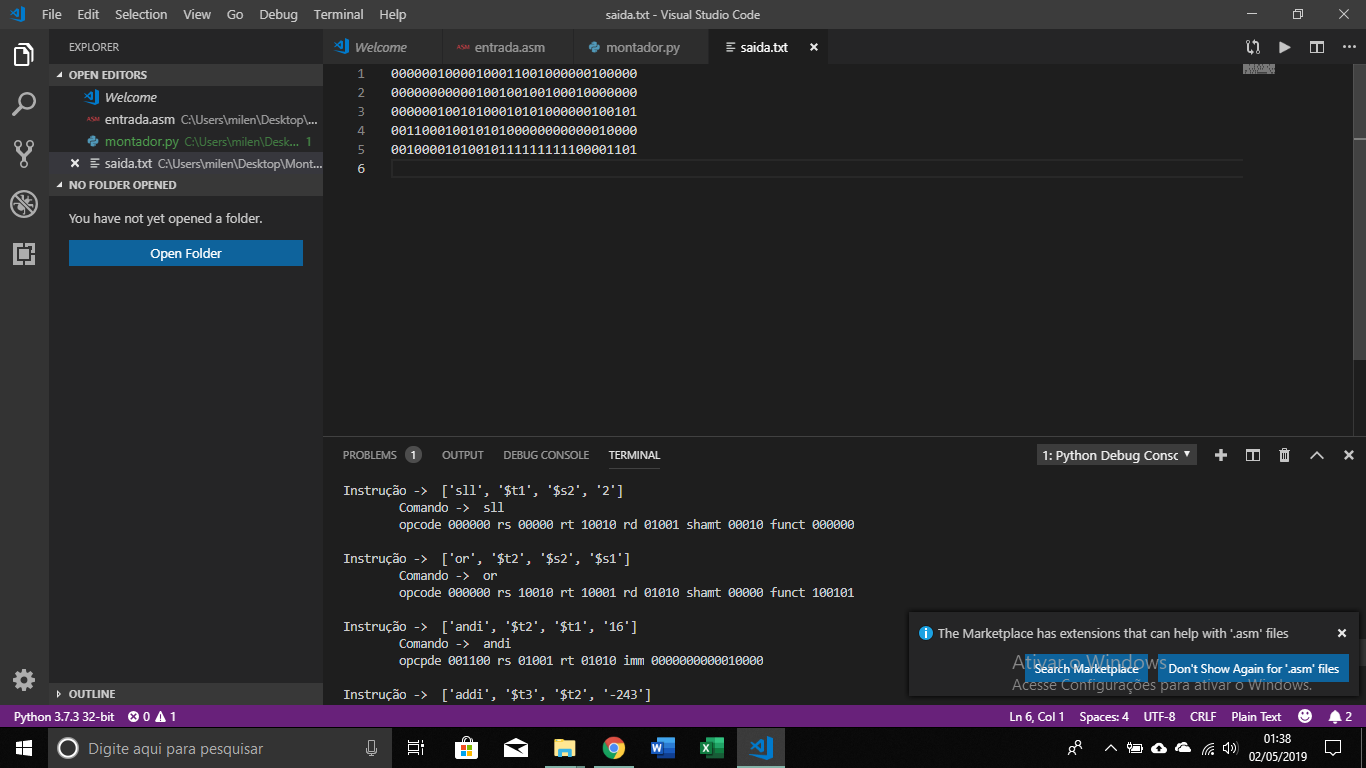 File Edit Selection View Go Debug Terminal Help saida.txt - Visual Studio Code
EXPLORER
OPEN EDITORS
Welcome
entrada.asm C:\Users\milen\Desktop\...
montador.py C:\Users\milen\Desk... 1
saida.txt C:\Users\milen\Desktop\Mont...
NO FOLDER OPENED
You have not yet opened a folder.
Open Folder
OUTLINE
Welcome entrada.asm montador.py saida.txt
1 00000010000100011001000000100000
2 00000000000100100100100010000000
3 00000010010100010101000000100101
4 00110001001010100000000000010000
5 00100001010010111111111100001101
6
PROBLEMS 1 OUTPUT DEBUG CONSOLE TERMINAL 1: Python Debug Consc
Instrução -> ['sll', '$t1', '$s2', '2']
Comando -> sll
opcode 000000 rs 00000 rt 10010 rd 01001 shamt 00010 funct 000000
Instrução -> ['or', '$t2', '$s2', '$s1']
Comando -> or
opcode 000000 rs 10010 rt 10001 rd 01010 shamt 00000 funct 100101
Instrução -> ['andi', '$t2', '$t1', '16']
Comando -> andi
opcpde 001100 rs 01001 rt 01010 imm 0000000000010000
Instrução -> ['addi', '$t3', '$t2', '-243']
The Marketplace has extensions that can help with '.asm' files
Search Marketplace Don't Show Again for '.asm' files
Ativar o Windows
Acesse Configurações para ativar o Windows.
Python 3.7.3 32-bit 0 1 Ln 6, Col 1 Spaces: 4 UTF-8 CRLF Plain Text 2
Digite aqui para pesquisar
01:38
02/05/2019